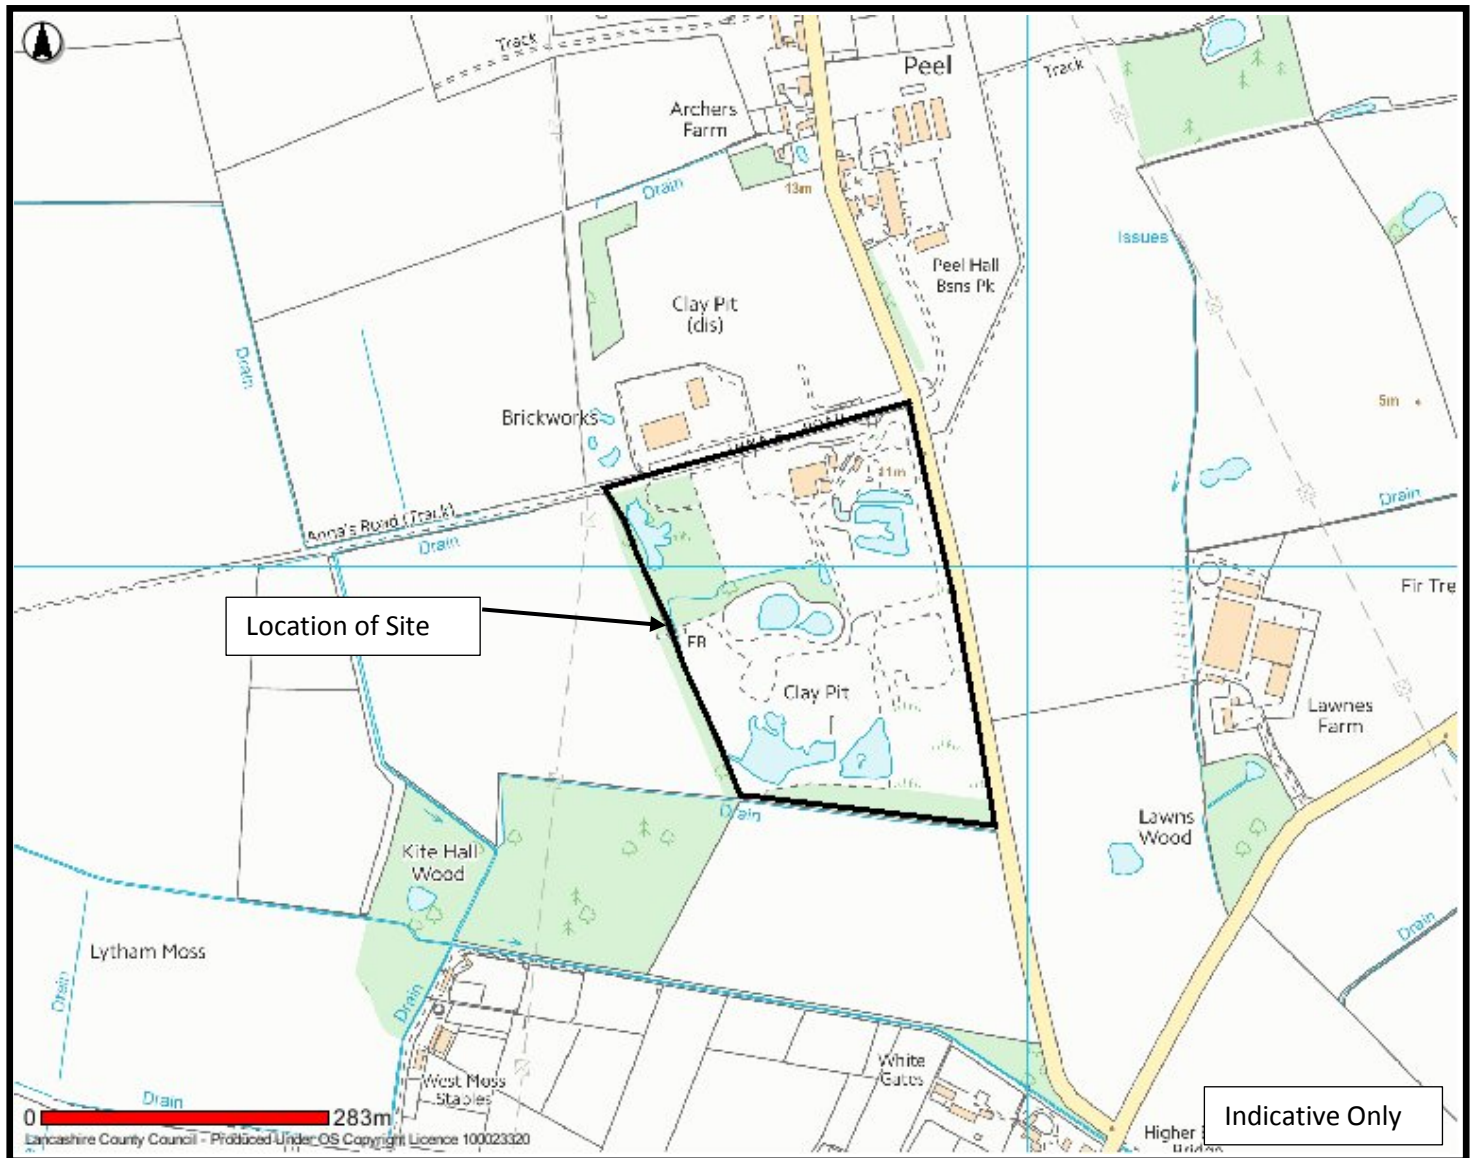 Track
Peel
Track
Archers
Farm
Drain
13m
Issues
Peel Hall
Bsns Pk
Clay Pit
(dis)
Drain
5m
Brickworks
11m
Drain
Anna's Road (Track)
Drain
Fir Tre
Location of Site
FB
Clay Pit
Lawnes
Farm
Drain
Lawns
Wood
Kite Hall
Wood
Drain
Lytham Moss
Drain
Drain
White
Gates
West Moss
Stables
Drain
0 283m
Indicative Only
Higher
Bridge
Lancashire County Council - Produced Under OS Copyright Licence 100023320